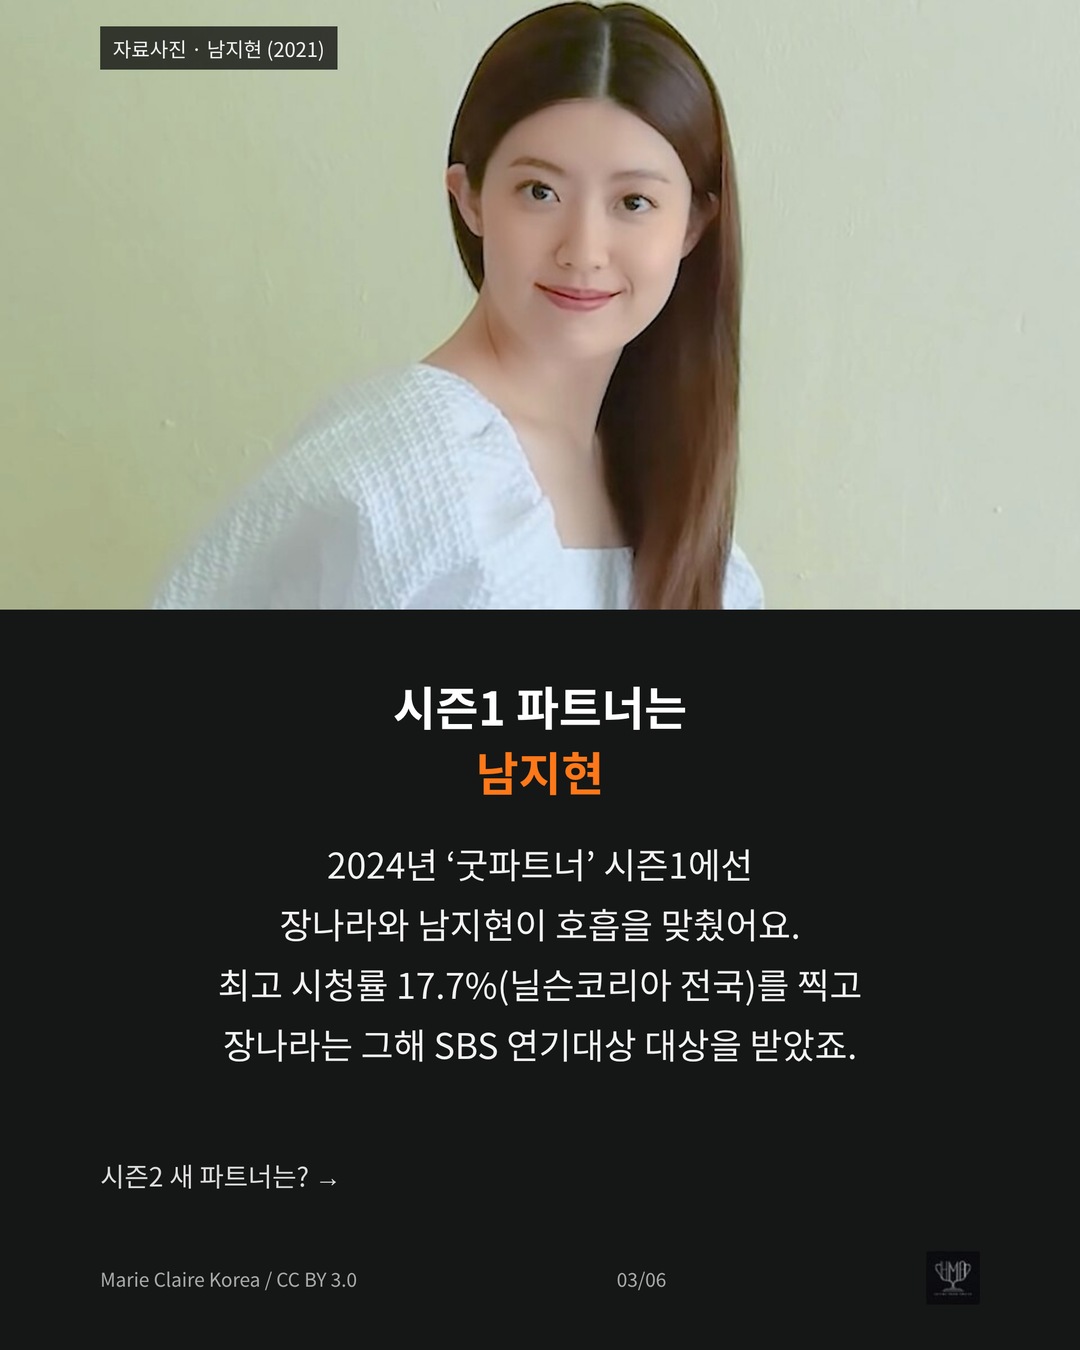 자료사진 · 남지현 (2021)
시즌1 파트너는
남지현
2024년 ‘굿파트너’ 시즌1에선
장나라와 남지현이 호흡을 맞췄어요.
최고 시청률 17.7%(닐슨코리아 전국)를 찍고
장나라는 그해 SBS 연기대상 대상을 받았죠.
시즌2 새 파트너는? →
Marie Claire Korea / CC BY 3.0
03/06